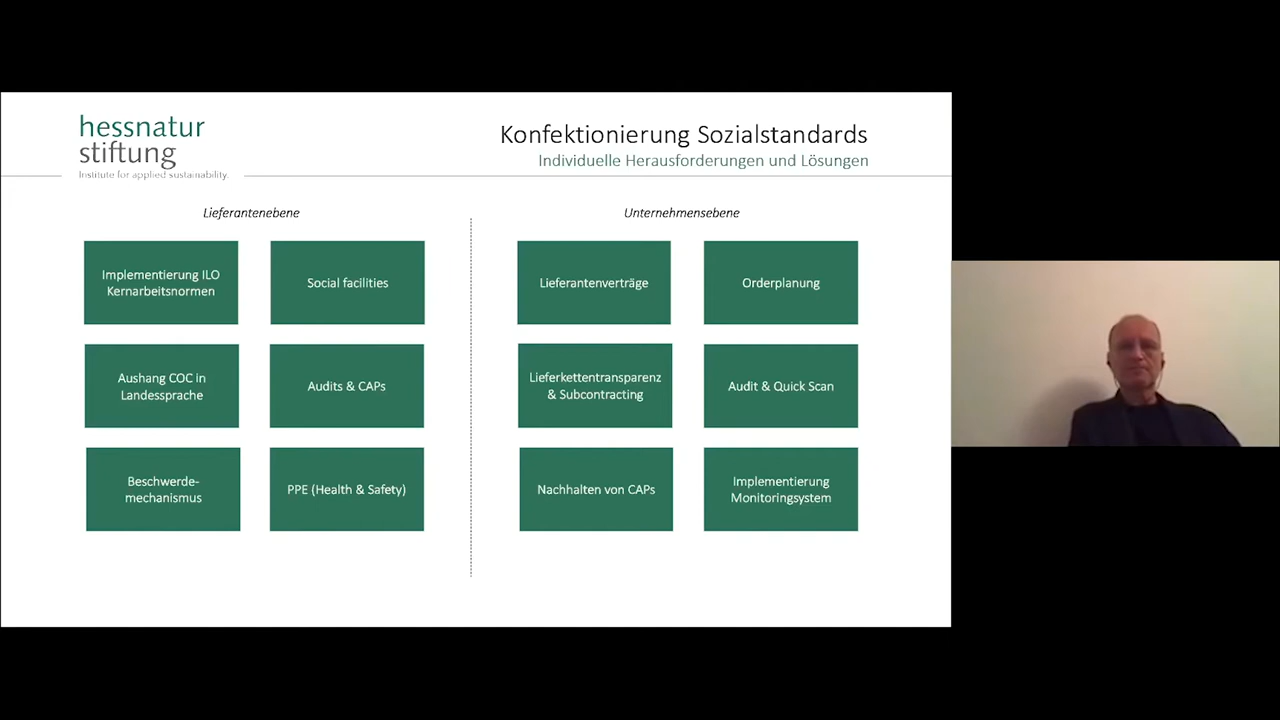 hessnatur
stiftung
Institute for applied sustainability.
Konfektionierung Sozialstandards
Individuelle Herausforderungen und Lösungen
Lieferantenebene
Implementierung ILO
Kernarbeitsnormen
Social facilities
Aushang COC in
Landessprache
Audits & CAPs
Beschwerde-
mechanismus
PPE (Health & Safety)
Unternehmensebene
Lieferantenverträge
Orderplanung
Lieferkettentransparenz
& Subcontracting
Audit & Quick Scan
Nachhalten von CAPs
Implementierung
Monitoringsystem